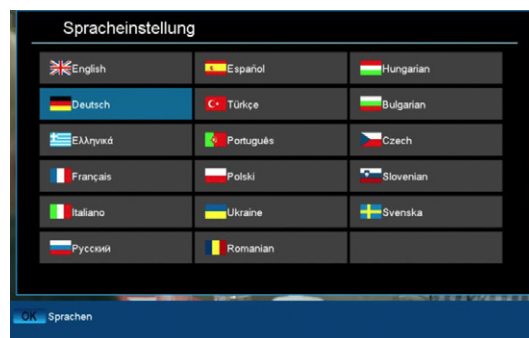 Spracheinstellung
English Español Hungarian
Deutsch Türkçe Bulgarian
Ελληνικά Português Czech
Français Polski Slovenian
Italiano Ukraine Svenska
Русский Romanian
OK Sprachen